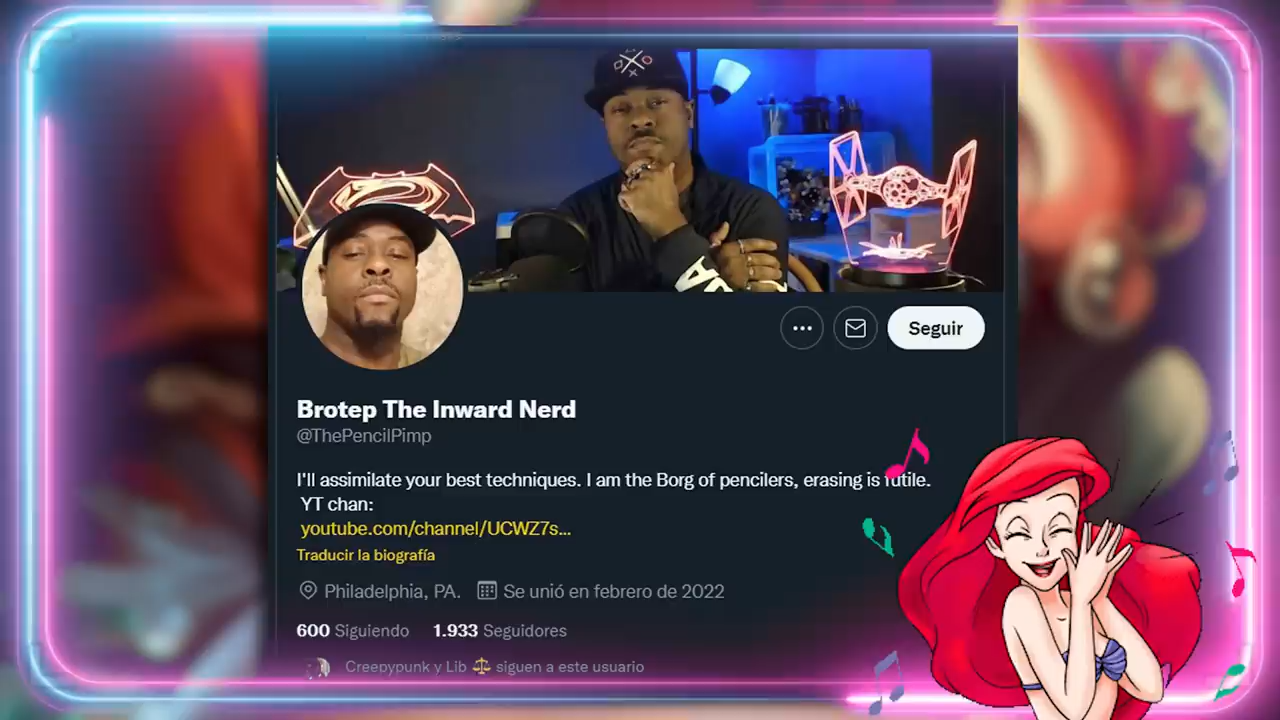 Seguir
Brotep The Inward Nerd
@ThePencilPimp
I'll assimilate your best techniques. I am the Borg of pencilers, erasing is futile.
YT chan:
youtube.com/channel/UCWZ7s...
Traducir la biografía
Philadelphia, PA. Se unió en febrero de 2022
600 Siguiendo 1.933 Seguidores
Creepypunk y Lib ⚖️ siguen a este usuario